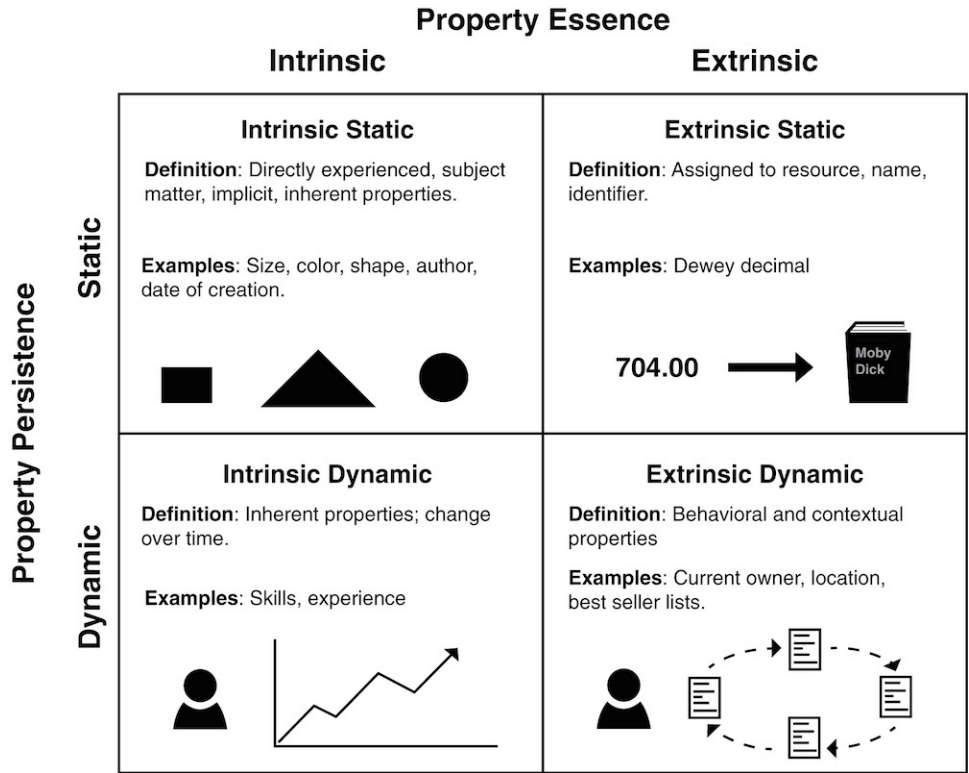 Property Essence
Intrinsic
Extrinsic
Property Persistence
Static
Intrinsic Static
Definition: Directly experienced, subject
matter, implicit, inherent properties.
Examples: Size, color, shape, author,
date of creation.
Extrinsic Static
Definition: Assigned to resource, name,
identifier.
Examples: Dewey decimal
704.00
Moby
Dick
Dynamic
Intrinsic Dynamic
Definition: Inherent properties; change
over time.
Examples: Skills, experience
Extrinsic Dynamic
Definition: Behavioral and contextual
properties
Examples: Current owner, location,
best seller lists.